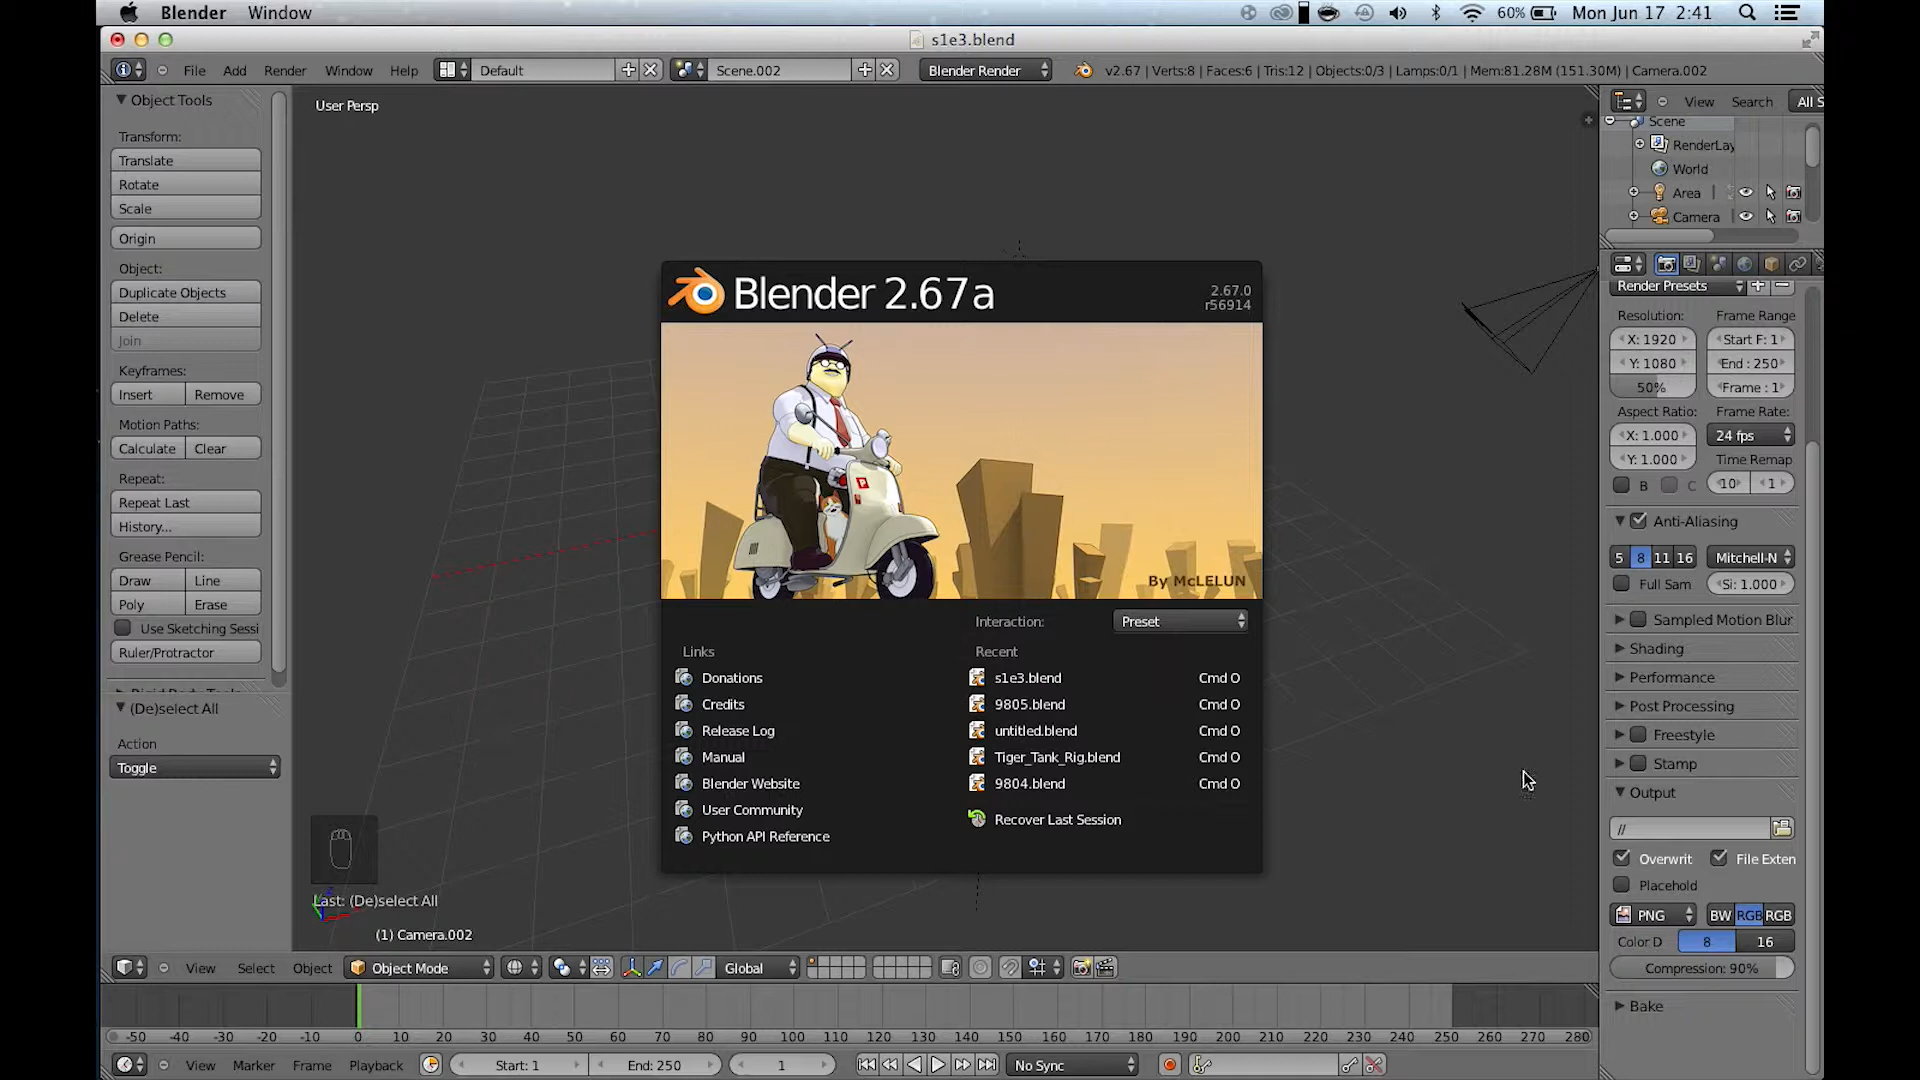 Blender Window 60% Mon Jun 17 2:41
s1e3.blend
File Add Render Window Help Default Scene.002 Blender Render v2.67 | Verts:8 | Faces:6 | Tris:12 | Objects:0/3 | Lamps:0/1 | Mem:81.28M (151.30M) | Camera.002
Object Tools
Transform:
Translate
Rotate
Scale
Origin
Object:
Duplicate Objects
Delete
Join
Keyframes:
Insert Remove
Motion Paths:
Calculate Clear
Repeat:
Repeat Last
History...
Grease Pencil:
Draw Line
Poly Erase
Use Sketching Sessi
Ruler/Protractor
(De)select All
Action
Toggle
User Persp
Blender 2.67a
2.67.0
r56914
P
By McLELUN
Interaction: Preset
Links
Donations
Credits
Release Log
Manual
Blender Website
User Community
Python API Reference
Recent
s1e3.blend Cmd O
9805.blend Cmd O
untitled.blend Cmd O
Tiger_Tank_Rig.blend Cmd O
9804.blend Cmd O
Recover Last Session
Last: (De)select All
(1) Camera.002
View Search All S
Scene
RenderLay
World
Area
Camera
Render Presets
Resolution: Frame Range
X: 1920 Start F: 1
Y: 1080 End : 250
50% Frame : 1
Aspect Ratio: Frame Rate:
X: 1.000 24 fps
Y: 1.000 Time Remap
B C 10 1
Anti-Aliasing
5 8 11 16 Mitchell-N
Full Sam Si: 1.000
Sampled Motion Blur
Shading
Performance
Post Processing
Freestyle
Stamp
Output
//
Overwrit File Exten
Placehold
PNG BW RGB RGB
Color D 8 16
Compression: 90%
Bake
View Select Object Object Mode Global
-50 -40 -30 -20 -10 0 10 20 30 40 50 60 70 80 90 100 110 120 130 140 150 160 170 180 190 200 210 220 230 240 250 260 270 280
View Marker Frame Playback Start: 1 End: 250 1 No Sync